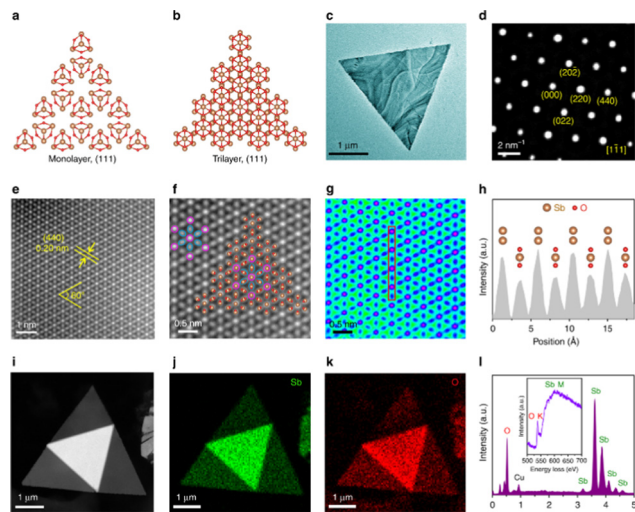 a
b
c
d
Monolayer, (111)
Trilayer, (111)
1 μm
(202̄)
(000)
(220)
(440)
(022)
2 nm⁻¹
[11̄1]
e
f
g
h
(440)
0.20 nm
60°
1 nm
0.5 nm
0.5 nm
Sb
O
Intensity (a.u.)
0
5
10
15
Position (Å)
i
j
k
l
Sb
O
1 μm
1 μm
1 μm
Intensity (a.u.)
O
Cu
Sb
Sb
Sb
Sb
Sb
Intensity (a.u.)
Sb M
O K
500 550 600 650 700
Energy loss (eV)
0
1
2
3
4
5